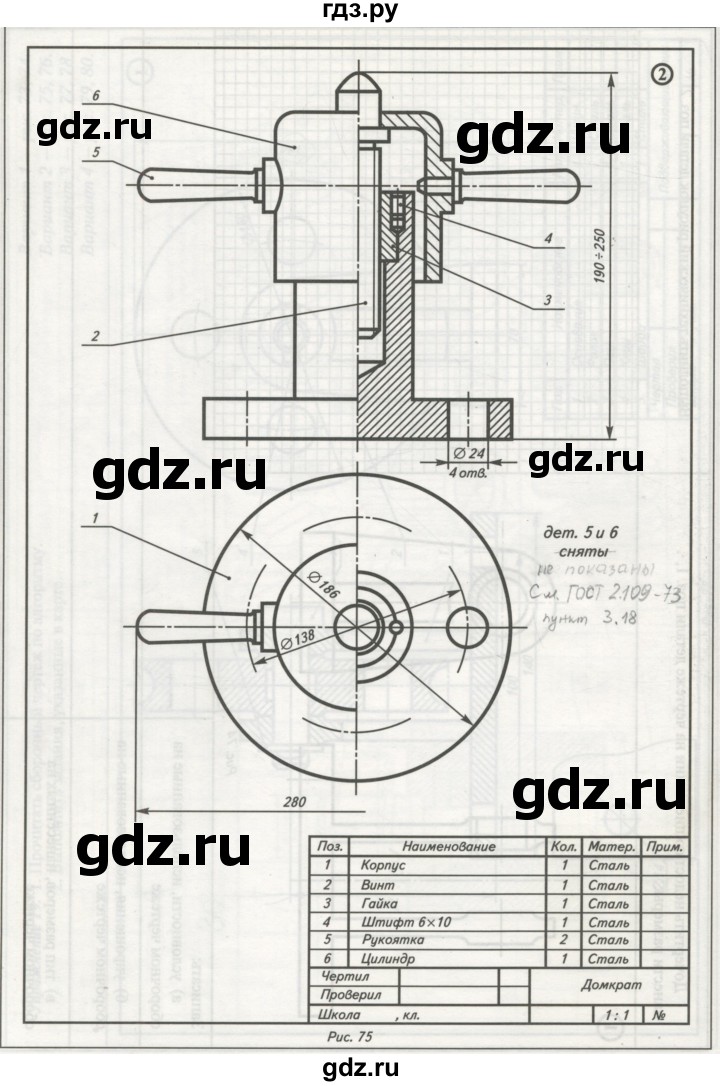 гдз.ру
2
6
gdz.ru
gdz.ru
5
4
190÷250
3
2
gdz.ru
gdz.ru
⌀ 24
4 отв.
1
дет. 5 и 6
сняты
не показаны
См. ГОСТ 2.109-73
пункт 3.18
⌀186
⌀138
280
gdz.ru
gdz.ru
Поз. Наименование Кол. Матер. Прим.
1 Корпус 1 Сталь
2 Винт 1 Сталь
3 Гайка 1 Сталь
4 Штифт 6×10 1 Сталь
5 Рукоятка 2 Сталь
6 Цилиндр 1 Сталь
Чертил
Домкрат
Проверил
Школа , кл. 1:1 №
Рис. 75
gdz.ru